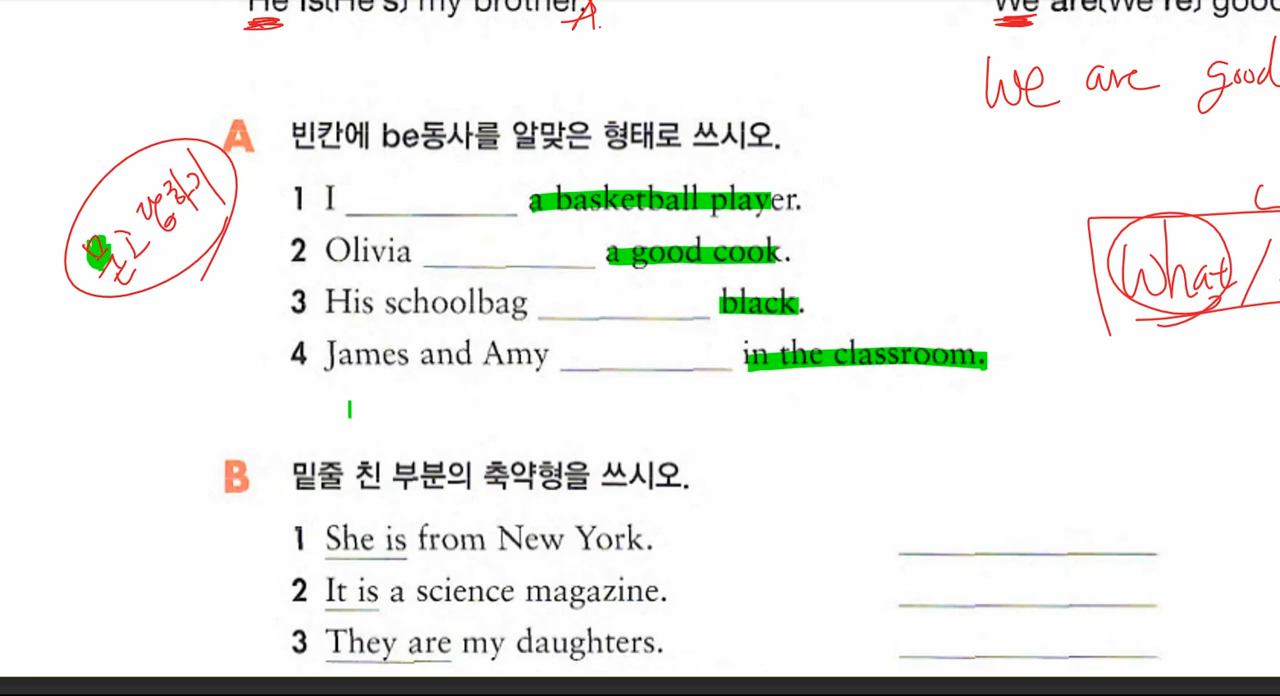 He is(He's) my brother.
A.
We are(We're) good
We are good
A 빈칸에 be동사를 알맞은 형태로 쓰시오.
1 I ________ a basketball player.
2 Olivia ________ a good cook.
3 His schoolbag ________ black.
4 James and Amy ________ in the classroom.
What /
B 밑줄 친 부분의 축약형을 쓰시오.
1 She is from New York.
2 It is a science magazine.
3 They are my daughters.